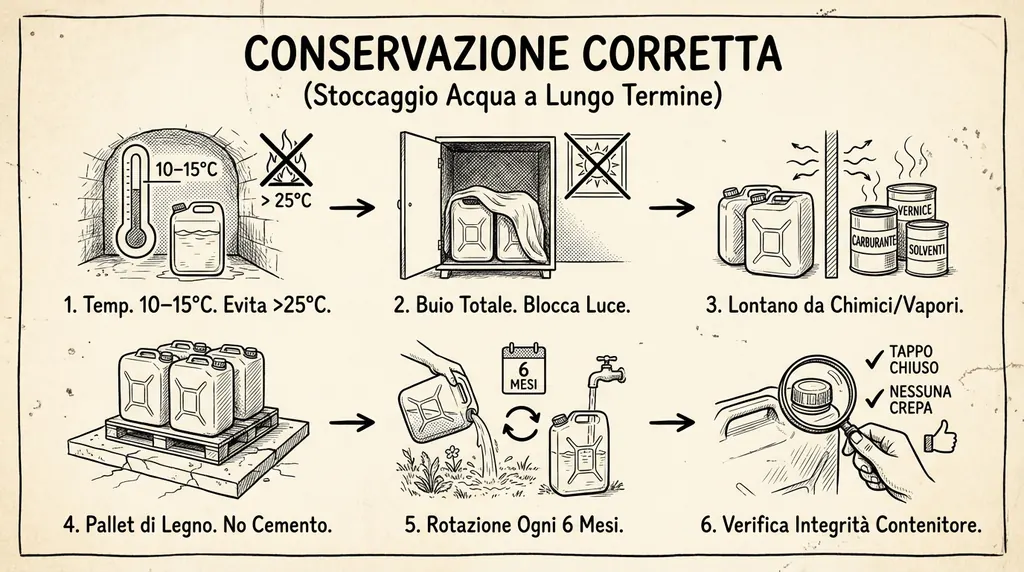 CONSERVAZIONE CORRETTA
(Stoccaggio Acqua a Lungo Termine)
10–15°C
> 25°C
1. Temp. 10–15°C. Evita >25°C.
2. Buio Totale. Blocca Luce.
VERNICE
CARBURANTE
SOLVENTI
3. Lontano da Chimici/Vapori.
4. Pallet di Legno. No Cemento.
6
MESI
5. Rotazione Ogni 6 Mesi.
TAPPO
CHIUSO
NESSUNA
CREPA
6. Verifica Integrità Contenitore.